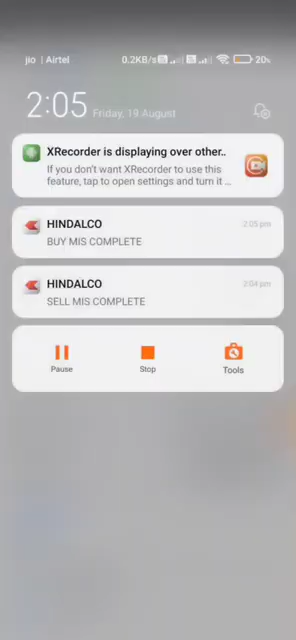 jio | Airtel 0.2KB/s 20%
2:05 Friday, 19 August
XRecorder is displaying over other..
If you don't want XRecorder to use this
feature, tap to open settings and turn it ...
HINDALCO 2:05 pm
BUY MIS COMPLETE
HINDALCO 2:04 pm
SELL MIS COMPLETE
Pause Stop Tools